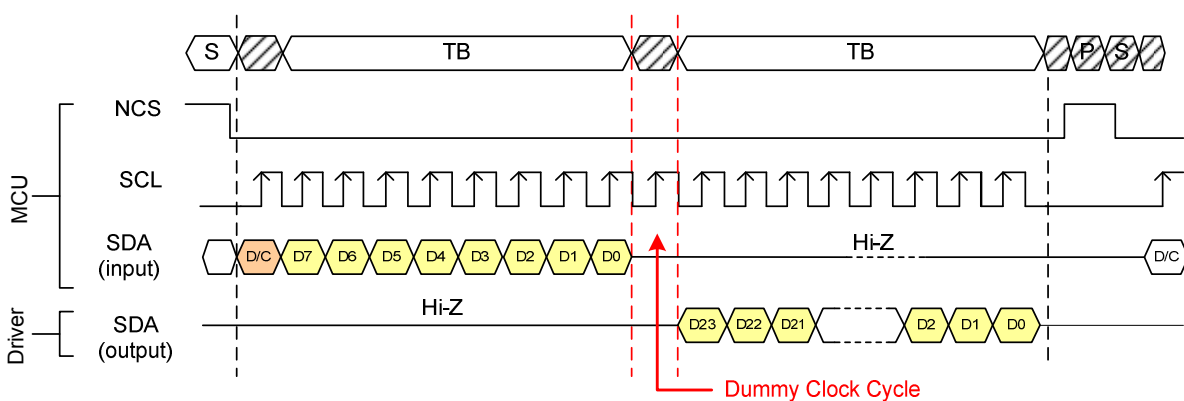 S TB TB P S
NCS
SCL
MCU
SDA
(input)
D/C D7 D6 D5 D4 D3 D2 D1 D0 Hi-Z D/C
Hi-Z
Driver
SDA
(output)
D23 D22 D21 D2 D1 D0
Dummy Clock Cycle